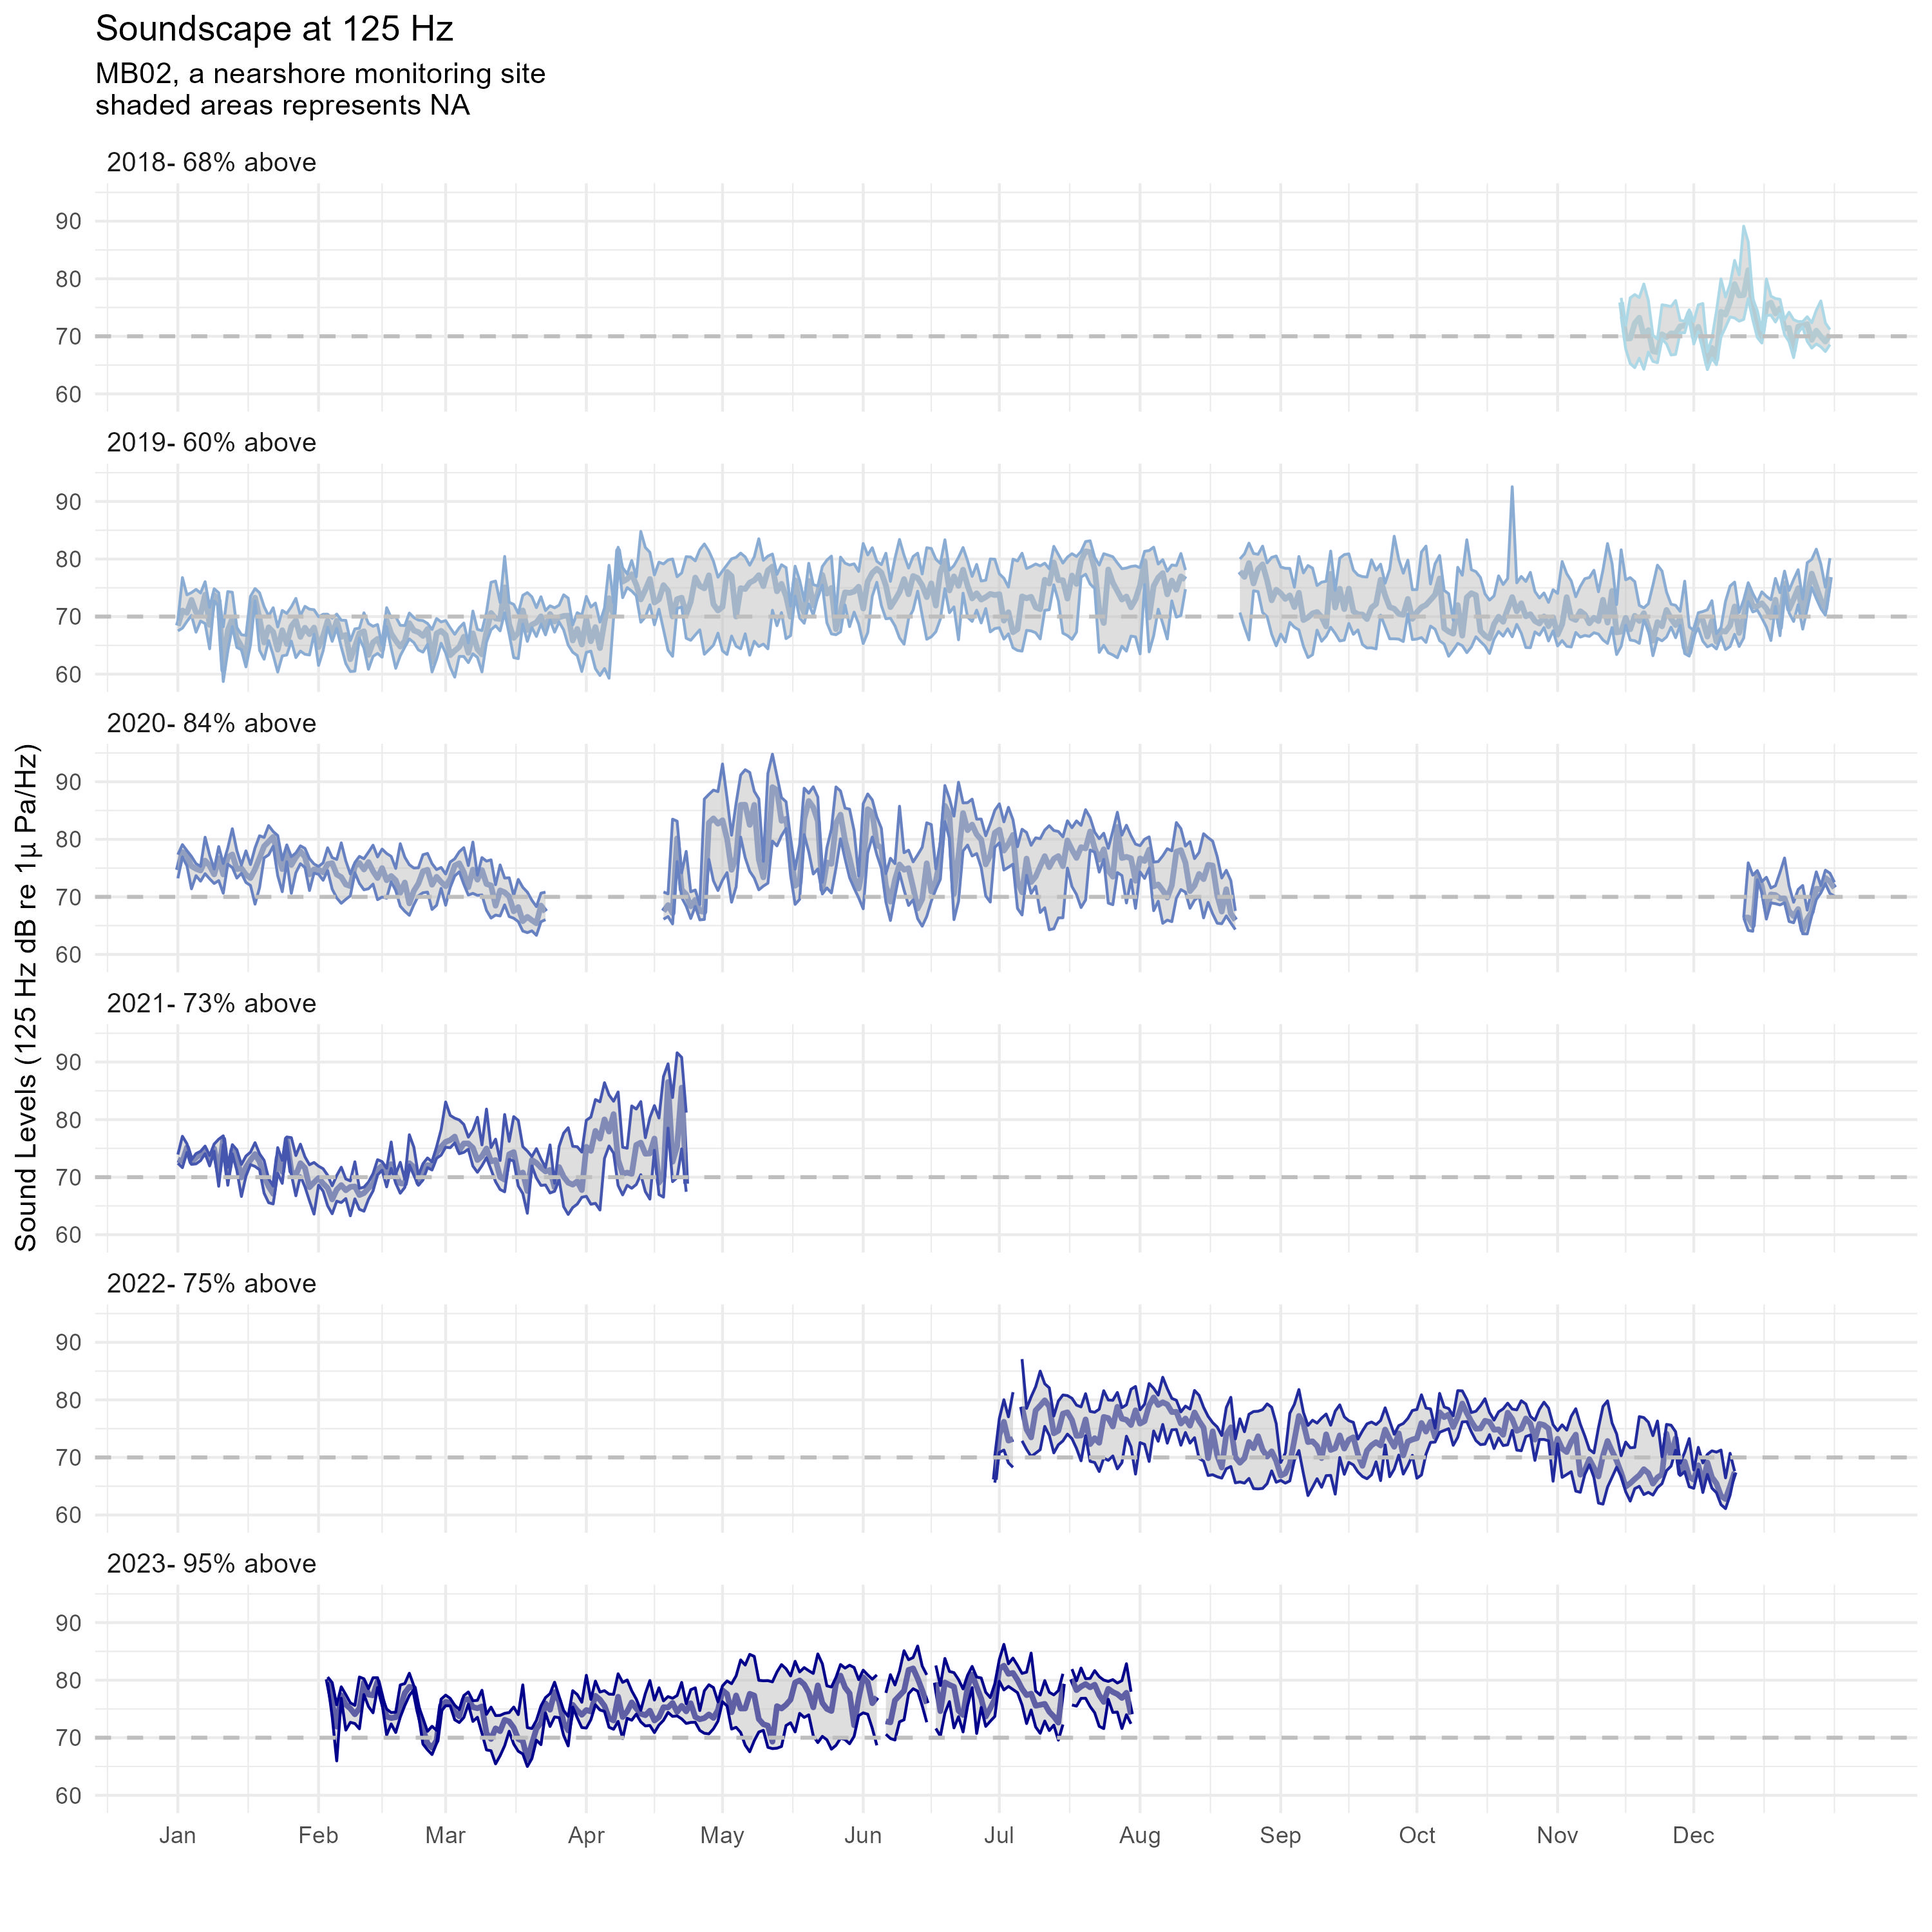 Soundscape at 125 Hz
MB02, a nearshore monitoring site
shaded areas represents NA
Sound Levels (125 Hz dB re 1µ Pa/Hz)
2018- 68% above
90
80
70
60
2019- 60% above
90
80
70
60
2020- 84% above
90
80
70
60
2021- 73% above
90
80
70
60
2022- 75% above
90
80
70
60
2023- 95% above
90
80
70
60
Jan Feb Mar Apr May Jun Jul Aug Sep Oct Nov Dec